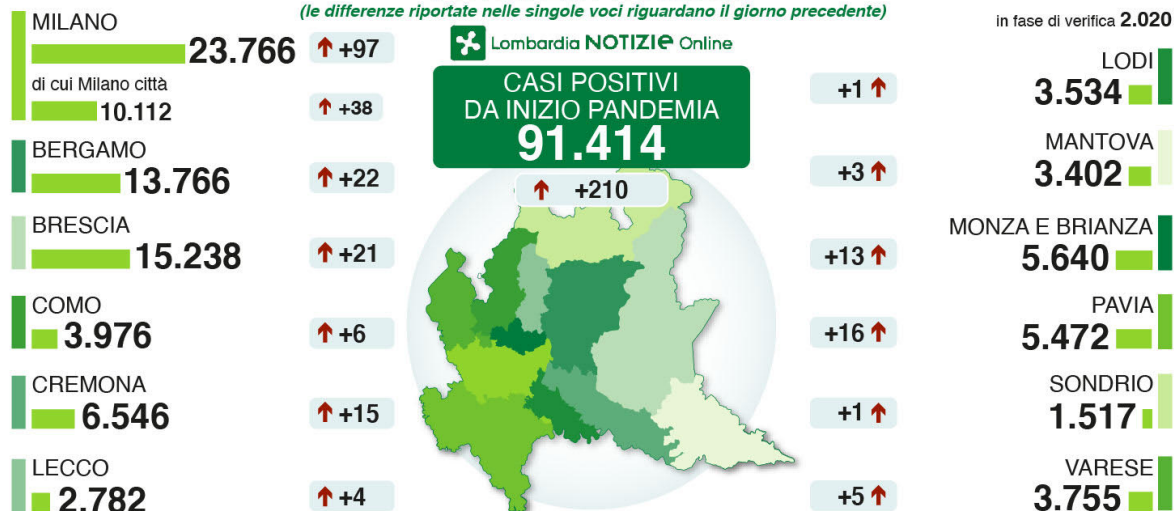 (le differenze riportate nelle singole voci riguardano il giorno precedente)
Lombardia NOTIZIE Online
CASI POSITIVI
DA INIZIO PANDEMIA
91.414
+210
MILANO
23.766 +97
di cui Milano città
10.112 +38
BERGAMO
13.766 +22
BRESCIA
15.238 +21
COMO
3.976 +6
CREMONA
6.546 +15
LECCO
2.782 +4
in fase di verifica 2.020
LODI
+1 3.534
MANTOVA
+3 3.402
MONZA E BRIANZA
+13 5.640
PAVIA
+16 5.472
SONDRIO
+1 1.517
VARESE
+5 3.755